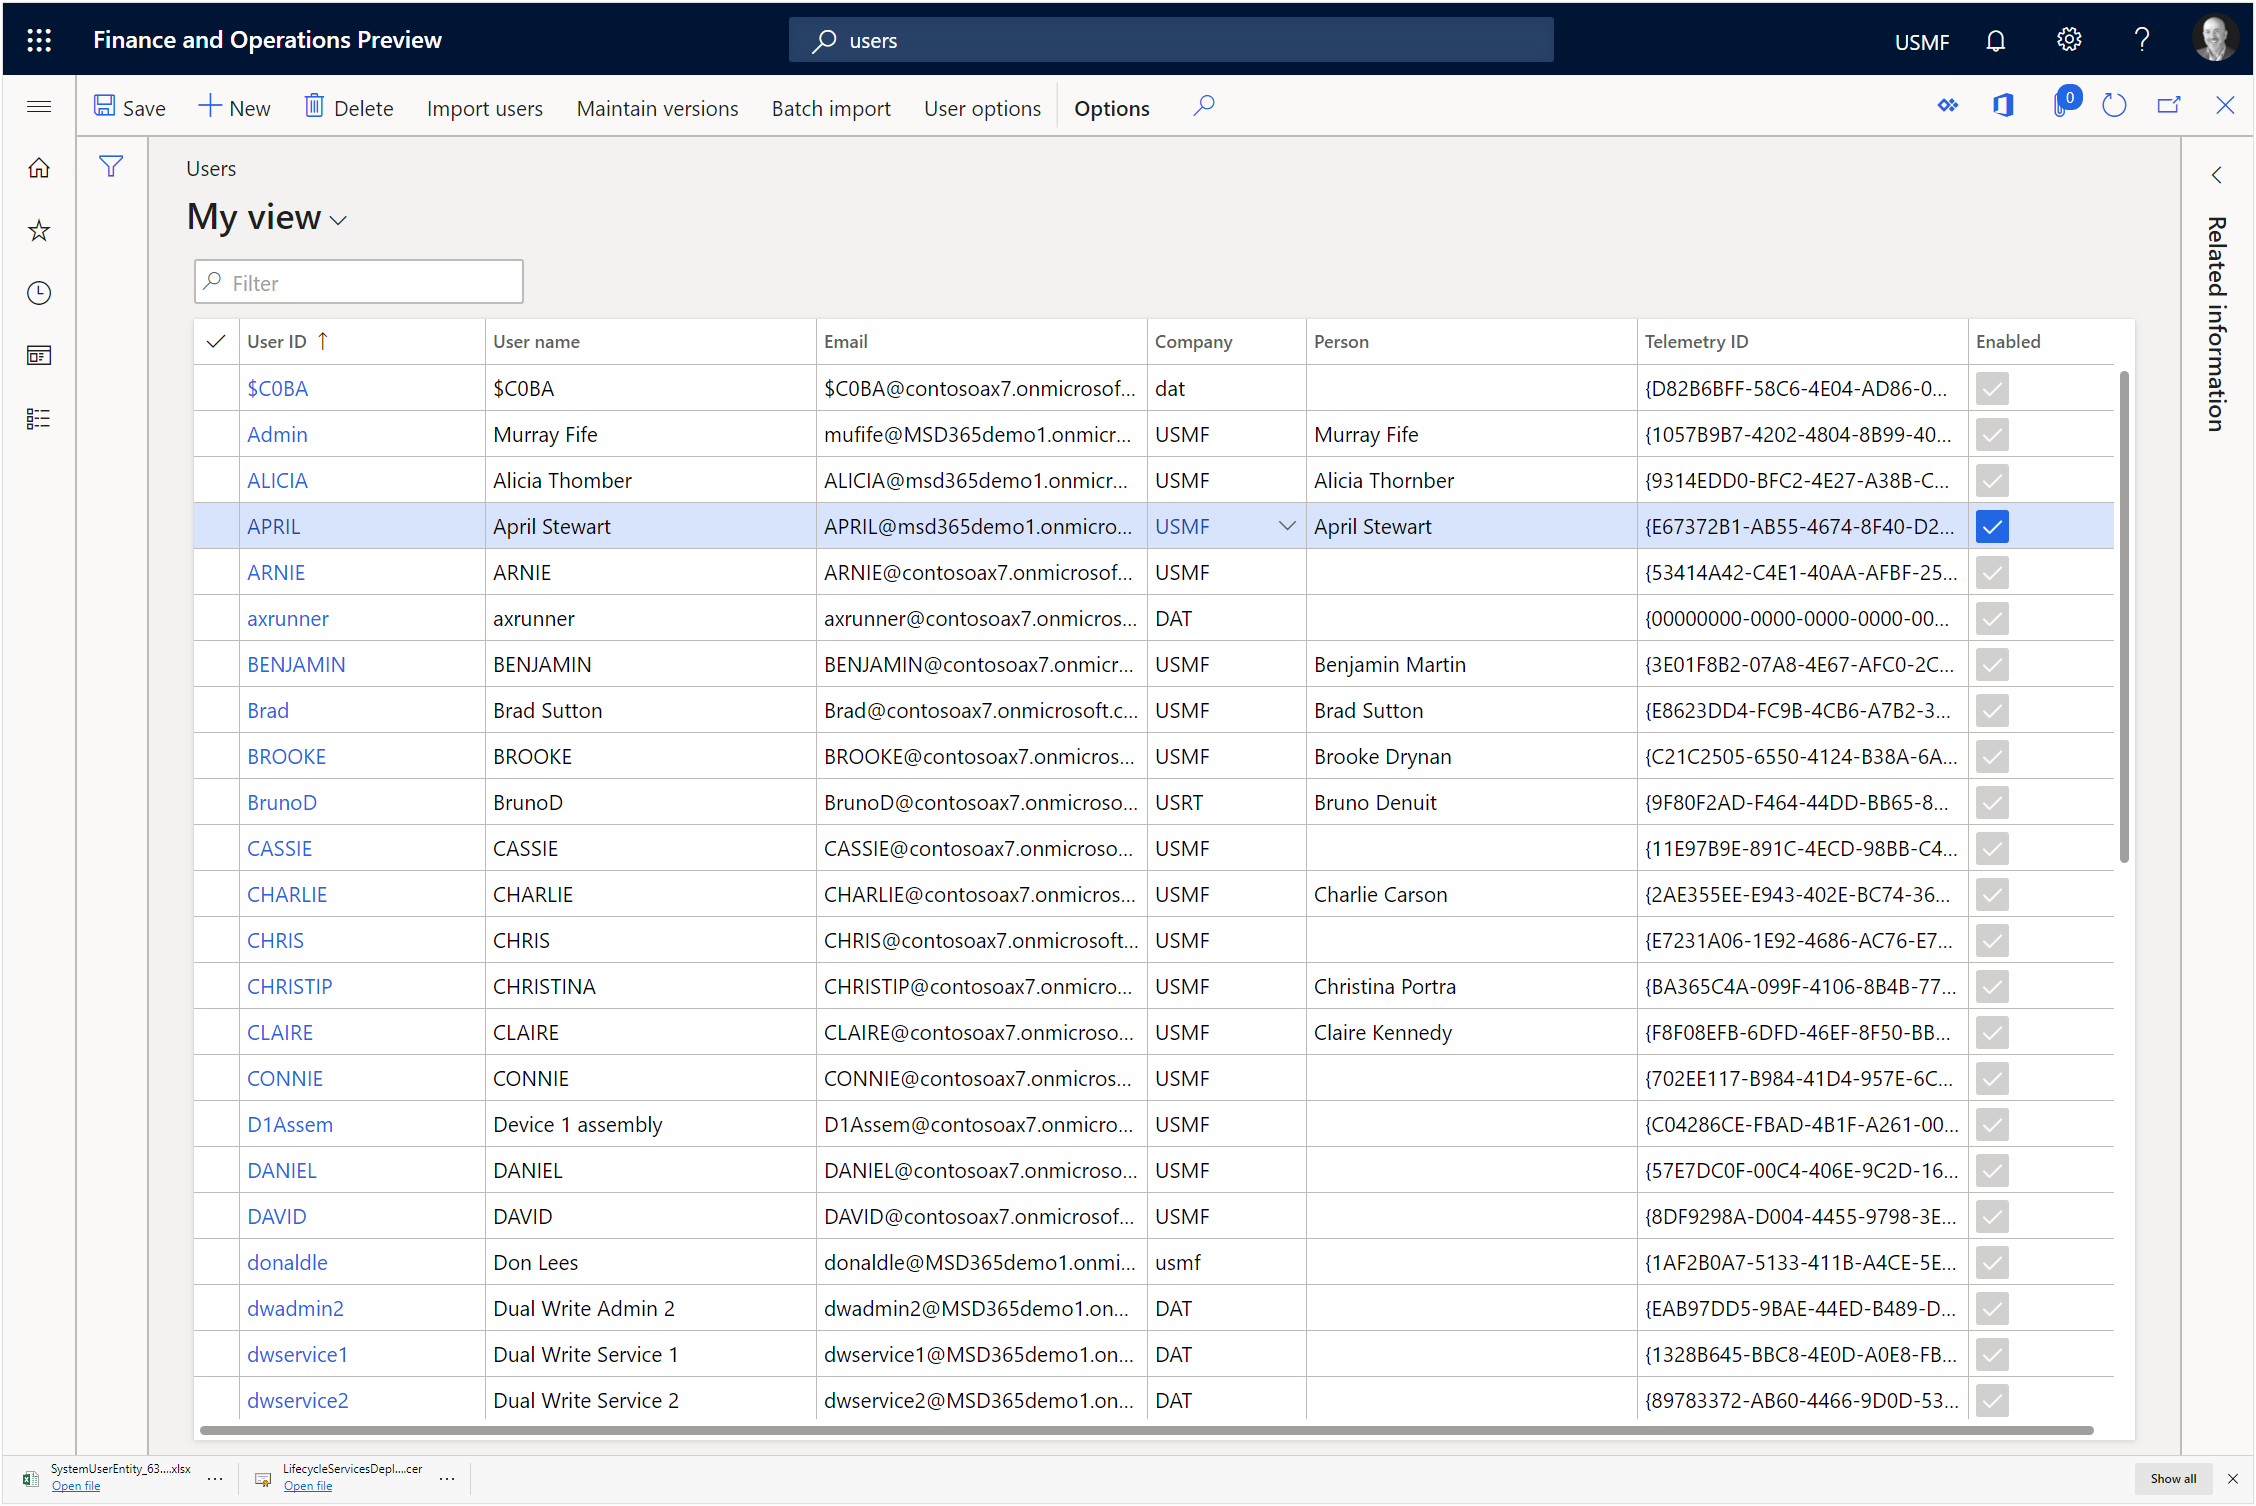 Finance and Operations Preview
users
USMF
Save
New
Delete
Import users
Maintain versions
Batch import
User options
Options
0
Users
My view
Filter
Related information
User ID User name Email Company Person Telemetry ID Enabled
$C0BA $C0BA $C0BA@contosoax7.onmicrosof... dat {D82B6BFF-58C6-4E04-AD86-0...
Admin Murray Fife mufife@MSD365demo1.onmicr... USMF Murray Fife {1057B9B7-4202-4804-8B99-40...
ALICIA Alicia Thomber ALICIA@msd365demo1.onmicr... USMF Alicia Thornber {9314EDD0-BFC2-4E27-A38B-C...
APRIL April Stewart APRIL@msd365demo1.onmicro... USMF April Stewart {E67372B1-AB55-4674-8F40-D2...
ARNIE ARNIE ARNIE@contosoax7.onmicrosof... USMF {53414A42-C4E1-40AA-AFBF-25...
axrunner axrunner axrunner@contosoax7.onmicros... DAT {00000000-0000-0000-0000-00...
BENJAMIN BENJAMIN BENJAMIN@contosoax7.onmicr... USMF Benjamin Martin {3E01F8B2-07A8-4E67-AFC0-2C...
Brad Brad Sutton Brad@contosoax7.onmicrosoft.c... USMF Brad Sutton {E8623DD4-FC9B-4CB6-A7B2-3...
BROOKE BROOKE BROOKE@contosoax7.onmicros... USMF Brooke Drynan {C21C2505-6550-4124-B38A-6A...
BrunoD BrunoD BrunoD@contosoax7.onmicroso... USRT Bruno Denuit {9F80F2AD-F464-44DD-BB65-8...
CASSIE CASSIE CASSIE@contosoax7.onmicroso... USMF {11E97B9E-891C-4ECD-98BB-C4...
CHARLIE CHARLIE CHARLIE@contosoax7.onmicros... USMF Charlie Carson {2AE355EE-E943-402E-BC74-36...
CHRIS CHRIS CHRIS@contosoax7.onmicrosoft... USMF {E7231A06-1E92-4686-AC76-E7...
CHRISTIP CHRISTINA CHRISTIP@contosoax7.onmicro... USMF Christina Portra {BA365C4A-099F-4106-8B4B-77...
CLAIRE CLAIRE CLAIRE@contosoax7.onmicroso... USMF Claire Kennedy {F8F08EFB-6DFD-46EF-8F50-BB...
CONNIE CONNIE CONNIE@contosoax7.onmicros... USMF {702EE117-B984-41D4-957E-6C...
D1Assem Device 1 assembly D1Assem@contosoax7.onmicro... USMF {C04286CE-FBAD-4B1F-A261-00...
DANIEL DANIEL DANIEL@contosoax7.onmicroso... USMF {57E7DC0F-00C4-406E-9C2D-16...
DAVID DAVID DAVID@contosoax7.onmicrosof... USMF {8DF9298A-D004-4455-9798-3E...
donaldle Don Lees donaldle@MSD365demo1.onmi... usmf {1AF2B0A7-5133-411B-A4CE-5E...
dwadmin2 Dual Write Admin 2 dwadmin2@MSD365demo1.on... DAT {EAB97DD5-9BAE-44ED-B489-D...
dwservice1 Dual Write Service 1 dwservice1@MSD365demo1.on... DAT {1328B645-BBC8-4E0D-A0E8-FB...
dwservice2 Dual Write Service 2 dwservice2@MSD365demo1.on... DAT {89783372-AB60-4466-9D0D-53...
SystemUserEntity_63....xlsx
Open file
LifecycleServicesDepl....cer
Open file
Show all